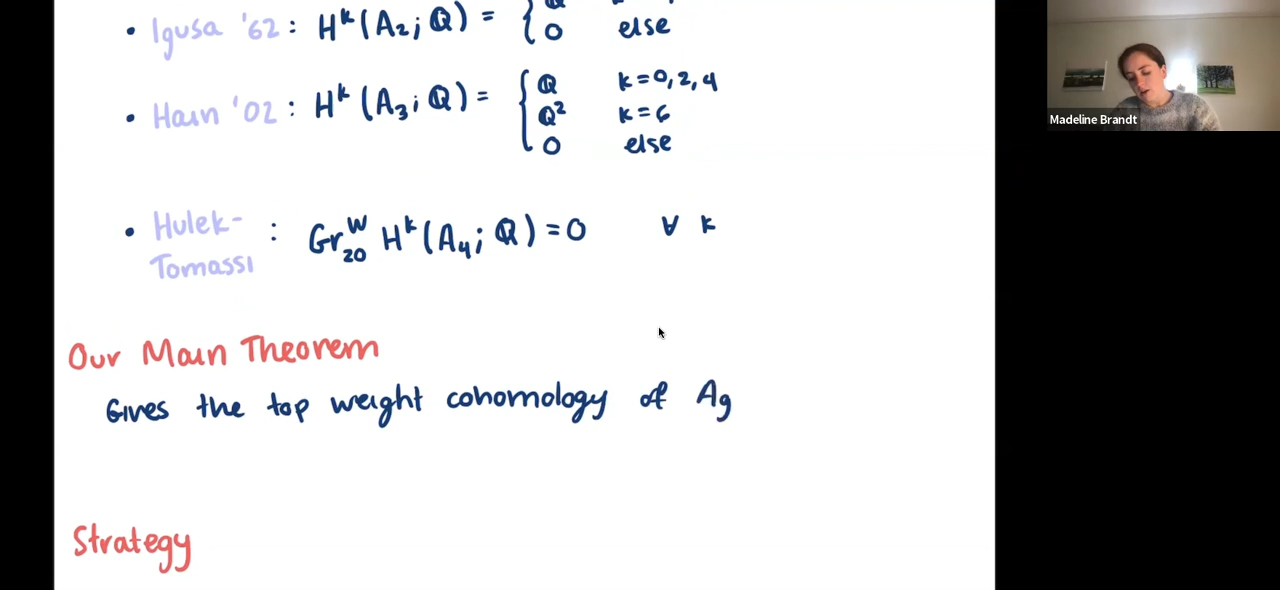 • Igusa '62: H^k(A_2; Q) = { Q
0 else
• Hain '02: H^k(A_3; Q) = { Q k=0,2,4
Q^2 k=6
0 else
• Hulek-
Tomassi : Gr^W_20 H^k(A_4; Q) = 0 ∀ k
Our Main Theorem
Gives the top weight cohomology of Ag
Strategy
Madeline Brandt